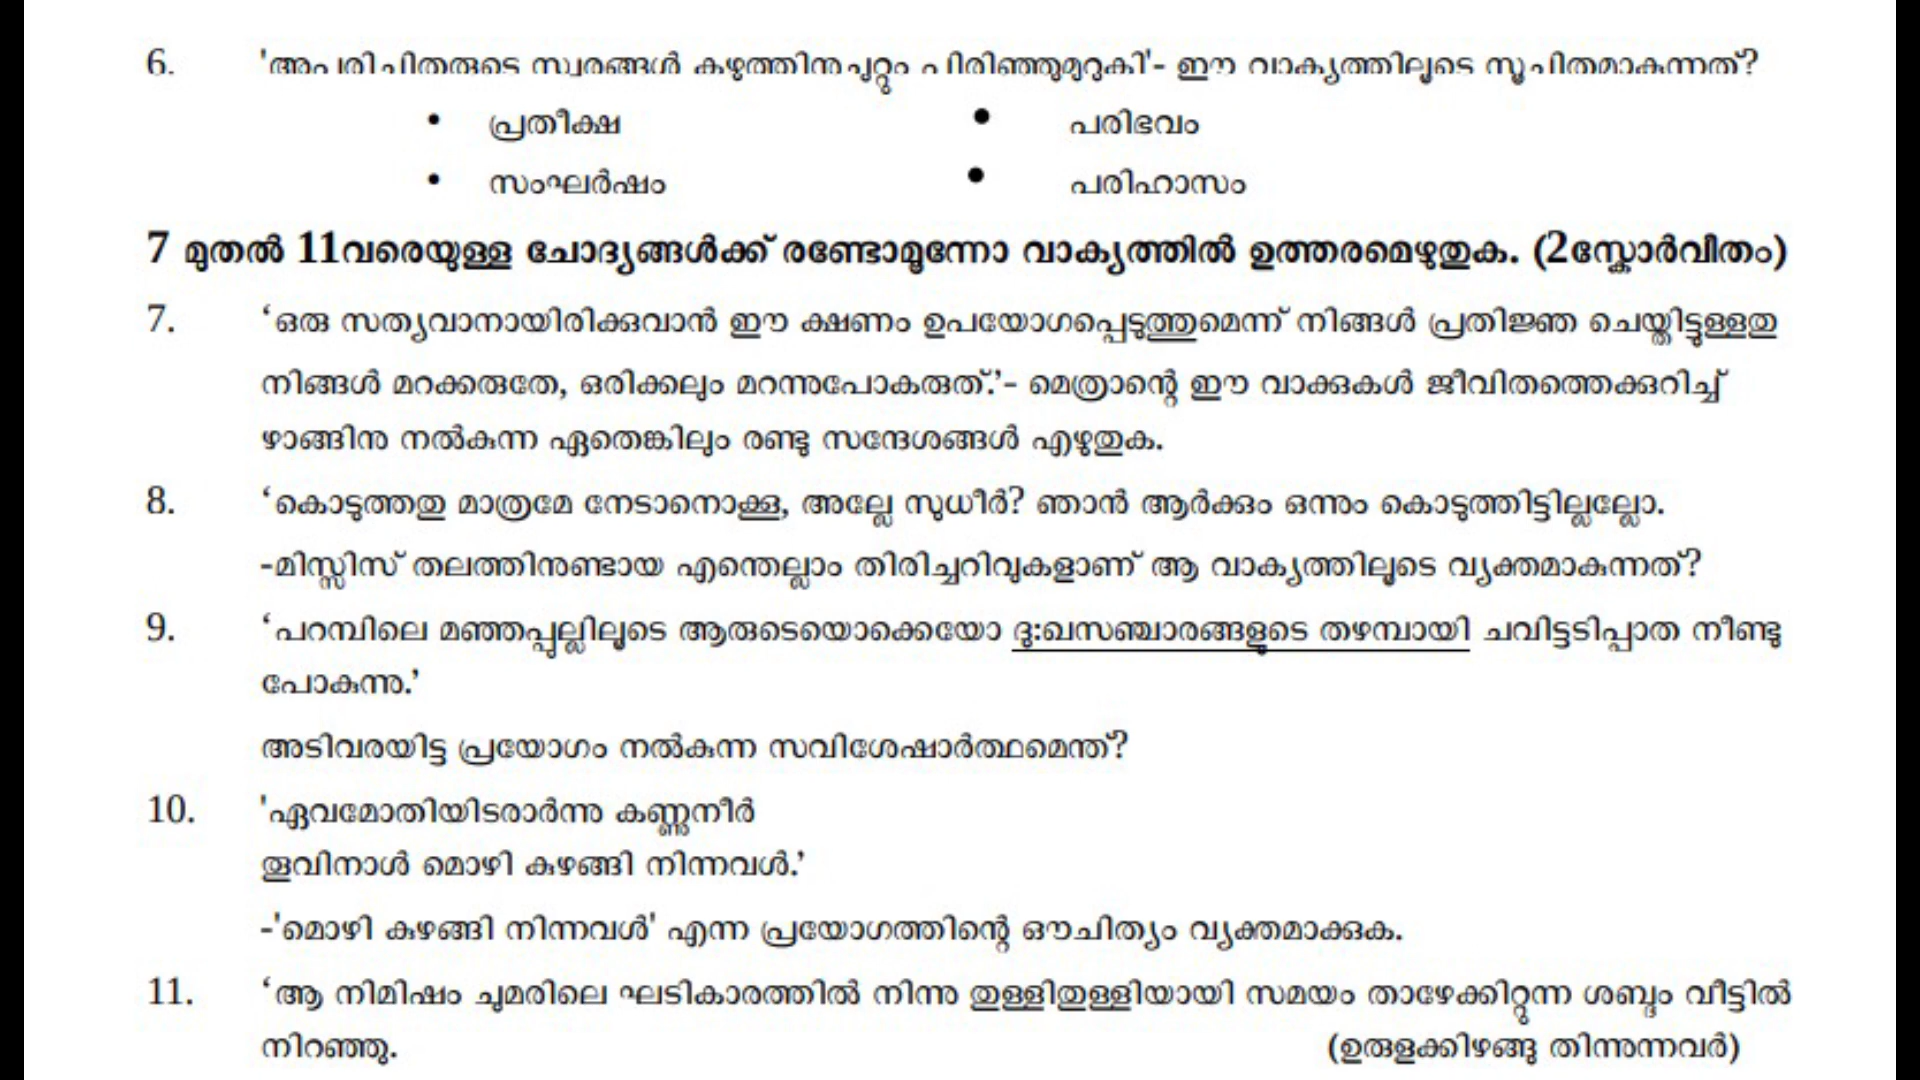 6. 'അപരിചിതരുടെ സ്വരങ്ങൾ കഴുത്തിനുചുറ്റും പിരിഞ്ഞുമുറുകി'- ഈ വാക്യത്തിലൂടെ സൂചിതമാകുന്നത്?
• പ്രതീക്ഷ • പരിഭവം
• സംഘർഷം • പരിഹാസം
7 മുതൽ 11വരെയുള്ള ചോദ്യങ്ങൾക്ക് രണ്ടോമൂന്നോ വാക്യത്തിൽ ഉത്തരമെഴുതുക. (2സ്കോർവീതം)
7. ‘ഒരു സത്യവാനായിരിക്കുവാൻ ഈ ക്ഷണം ഉപയോഗപ്പെടുത്തുമെന്ന് നിങ്ങൾ പ്രതിജ്ഞ ചെയ്തിട്ടുള്ളതു
നിങ്ങൾ മറക്കരുതേ, ഒരിക്കലും മറന്നുപോകരുത്.’- മെത്രാന്റെ ഈ വാക്കുകൾ ജീവിതത്തെക്കുറിച്ച്
ഴാങ്ങിനു നൽകുന്ന ഏതെങ്കിലും രണ്ടു സന്ദേശങ്ങൾ എഴുതുക.
8. ‘കൊടുത്തതു മാത്രമേ നേടാനൊക്കൂ, അല്ലേ സുധീർ? ഞാൻ ആർക്കും ഒന്നും കൊടുത്തിട്ടില്ലല്ലോ.
-മിസ്സിസ് തലത്തിനുണ്ടായ എന്തെല്ലാം തിരിച്ചറിവുകളാണ് ആ വാക്യത്തിലൂടെ വ്യക്തമാകുന്നത്?
9. ‘പറമ്പിലെ മഞ്ഞപ്പുല്ലിലൂടെ ആരുടെയൊക്കെയോ ദു:ഖസഞ്ചാരങ്ങളുടെ തഴമ്പായി ചവിട്ടടിപ്പാത നീണ്ടു
പോകുന്നു.’
അടിവരയിട്ട പ്രയോഗം നൽകുന്ന സവിശേഷാർത്ഥമെന്ത്?
10. 'ഏവമോതിയിടരാർന്നു കണ്ണുനീർ
തൂവിനാൾ മൊഴി കുഴങ്ങി നിന്നവൾ.’
-'മൊഴി കുഴങ്ങി നിന്നവൾ' എന്ന പ്രയോഗത്തിന്റെ ഔചിത്യം വ്യക്തമാക്കുക.
11. ‘ആ നിമിഷം ചുമരിലെ ഘടികാരത്തിൽ നിന്നു തുള്ളിതുള്ളിയായി സമയം താഴേക്കിറ്റുന്ന ശബ്ദം വീട്ടിൽ
നിറഞ്ഞു. (ഉരുളക്കിഴങ്ങു തിന്നുന്നവർ)